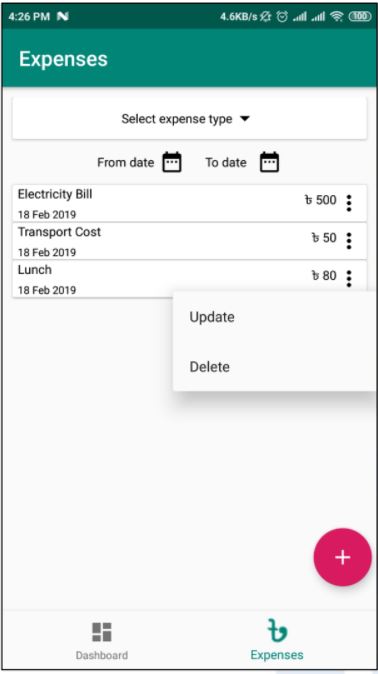 4:26 PM N 4.6KB/s 100
Expenses
Select expense type
From date To date
Electricity Bill ৳ 500
18 Feb 2019
Transport Cost ৳ 50
18 Feb 2019
Lunch ৳ 80
18 Feb 2019
Update
Delete
+
৳
Dashboard Expenses